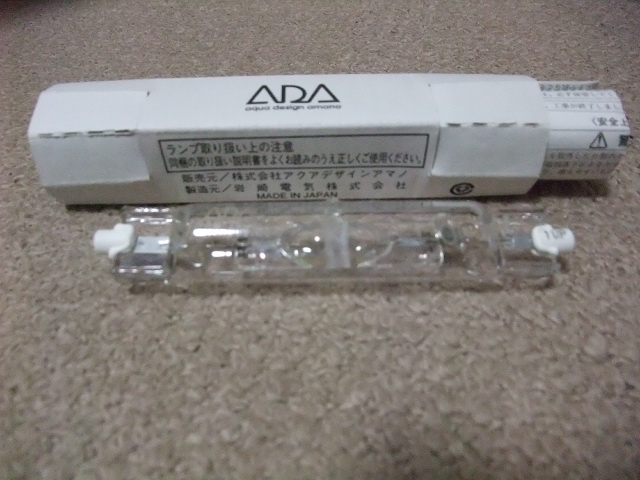 ADA
aqua design amano
ランプ取り扱い上の注意
同梱の取り扱い説明書をよくお読みのうえ正しくご使用ください。
販売元/株式会社アクアデザインアマノ
製造元/岩崎電気株式会社
MADE IN JAPAN
〈安全上